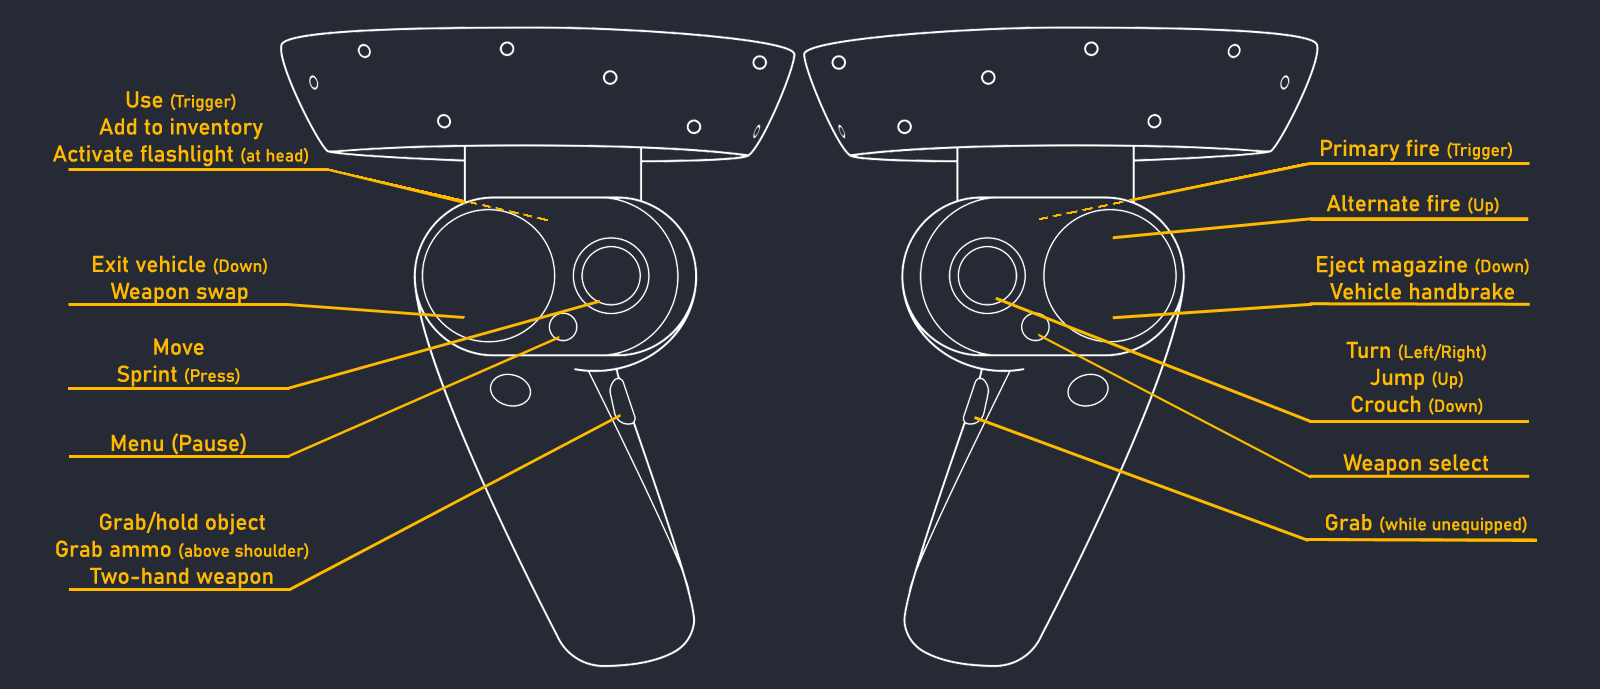 Use (Trigger)
Add to inventory
Activate flashlight (at head)
Exit vehicle (Down)
Weapon swap
Move
Sprint (Press)
Menu (Pause)
Grab/hold object
Grab ammo (above shoulder)
Two-hand weapon
Primary fire (Trigger)
Alternate fire (Up)
Eject magazine (Down)
Vehicle handbrake
Turn (Left/Right)
Jump (Up)
Crouch (Down)
Weapon select
Grab (while unequipped)